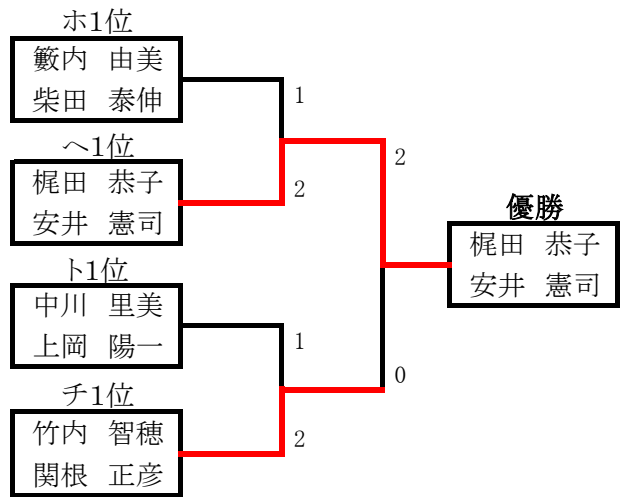 ホ1位
籔内 由美
柴田 泰伸
1
ヘ1位
梶田 恭子
安井 憲司
2
2
優勝
梶田 恭子
安井 憲司
ト1位
中川 里美
上岡 陽一
1
0
チ1位
竹内 智穂
関根 正彦
2